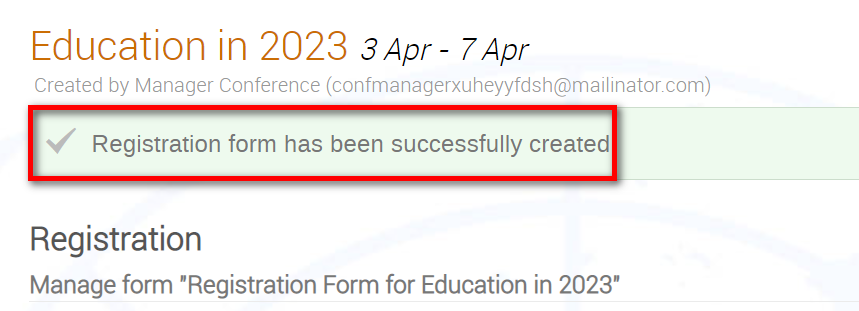 Education in 2023 3 Apr - 7 Apr
Created by Manager Conference (confmanagerxuheyyfdsh@mailinator.com)
Registration form has been successfully created
Registration
Manage form "Registration Form for Education in 2023"